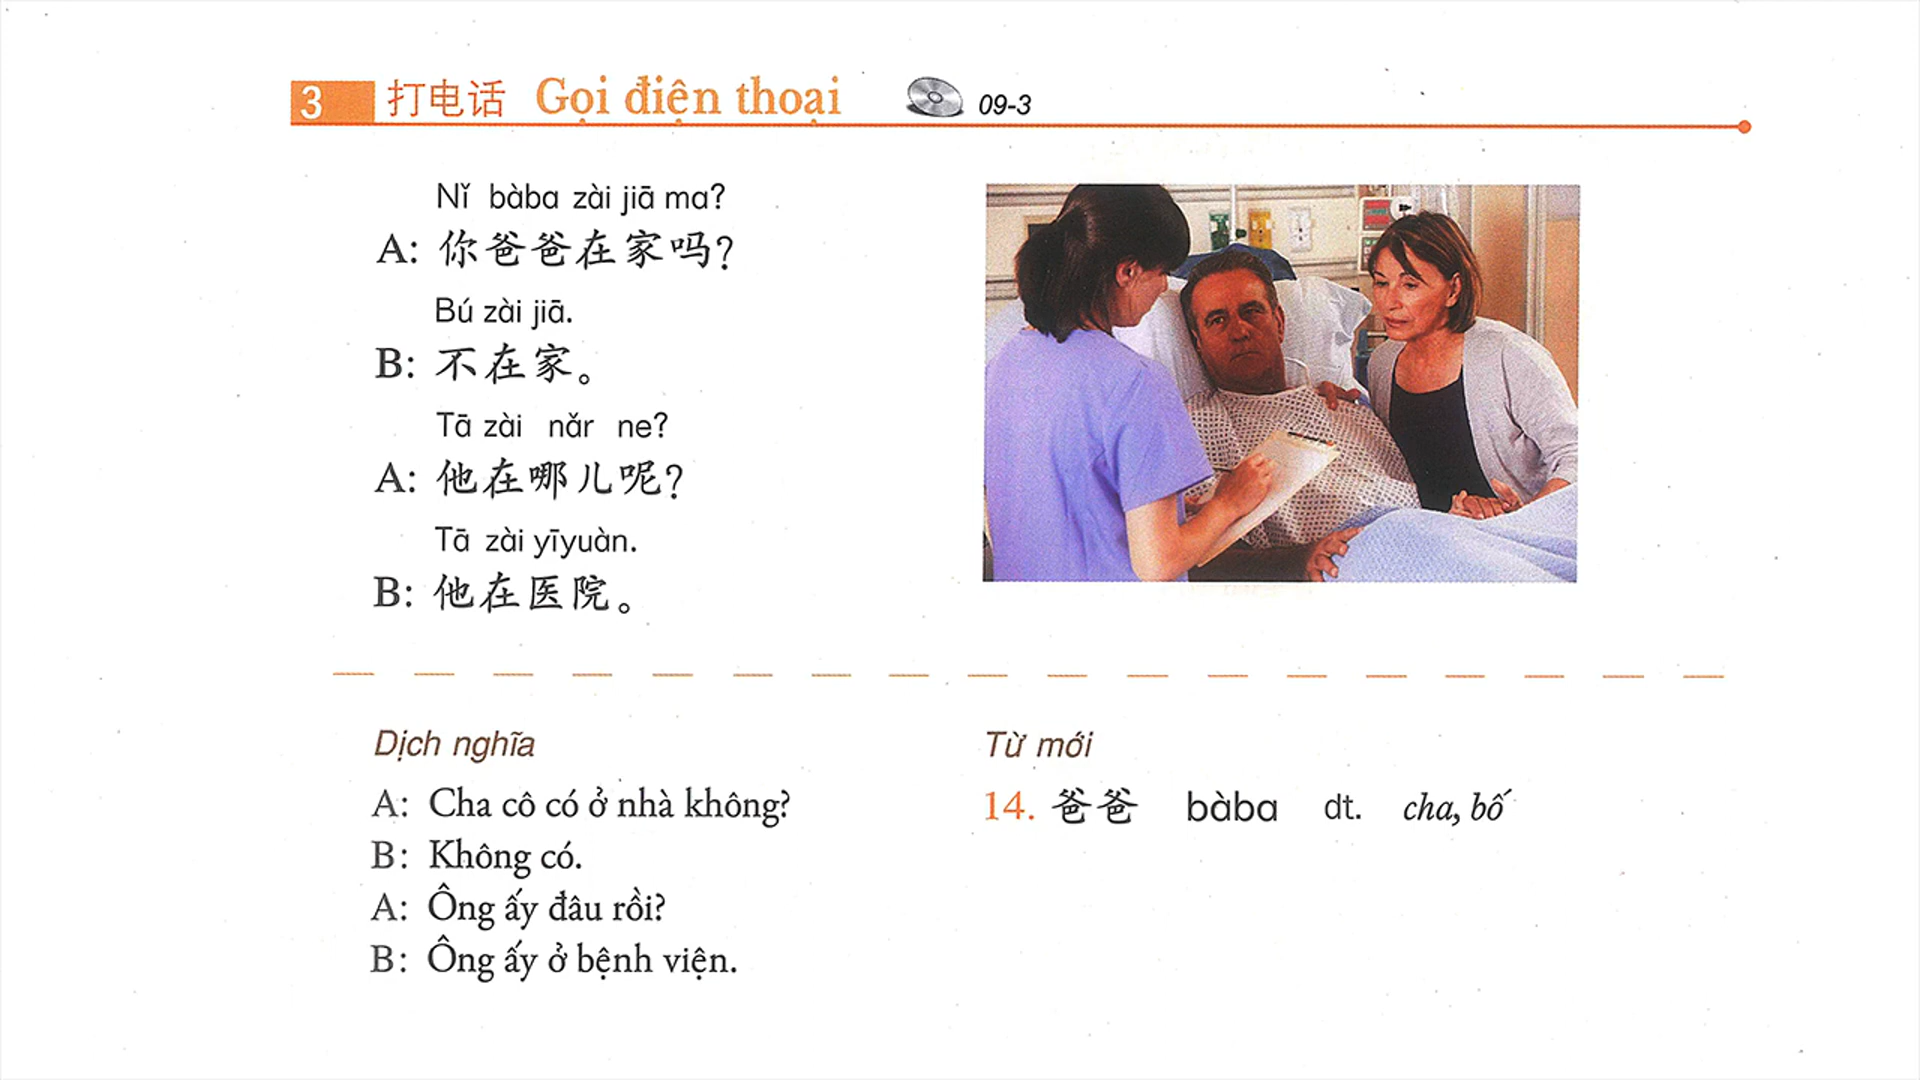 3 打电话 Gọi điện thoại 09-3
Nǐ bàba zài jiā ma?
A: 你爸爸在家吗?
Bú zài jiā.
B: 不在家。
Tā zài nǎr ne?
A: 他在哪儿呢?
Tā zài yīyuàn.
B: 他在医院。
Dịch nghĩa
A: Cha cô có ở nhà không?
B: Không có.
A: Ông ấy đâu rồi?
B: Ông ấy ở bệnh viện.
Từ mới
14. 爸爸 bàba dt. cha, bố